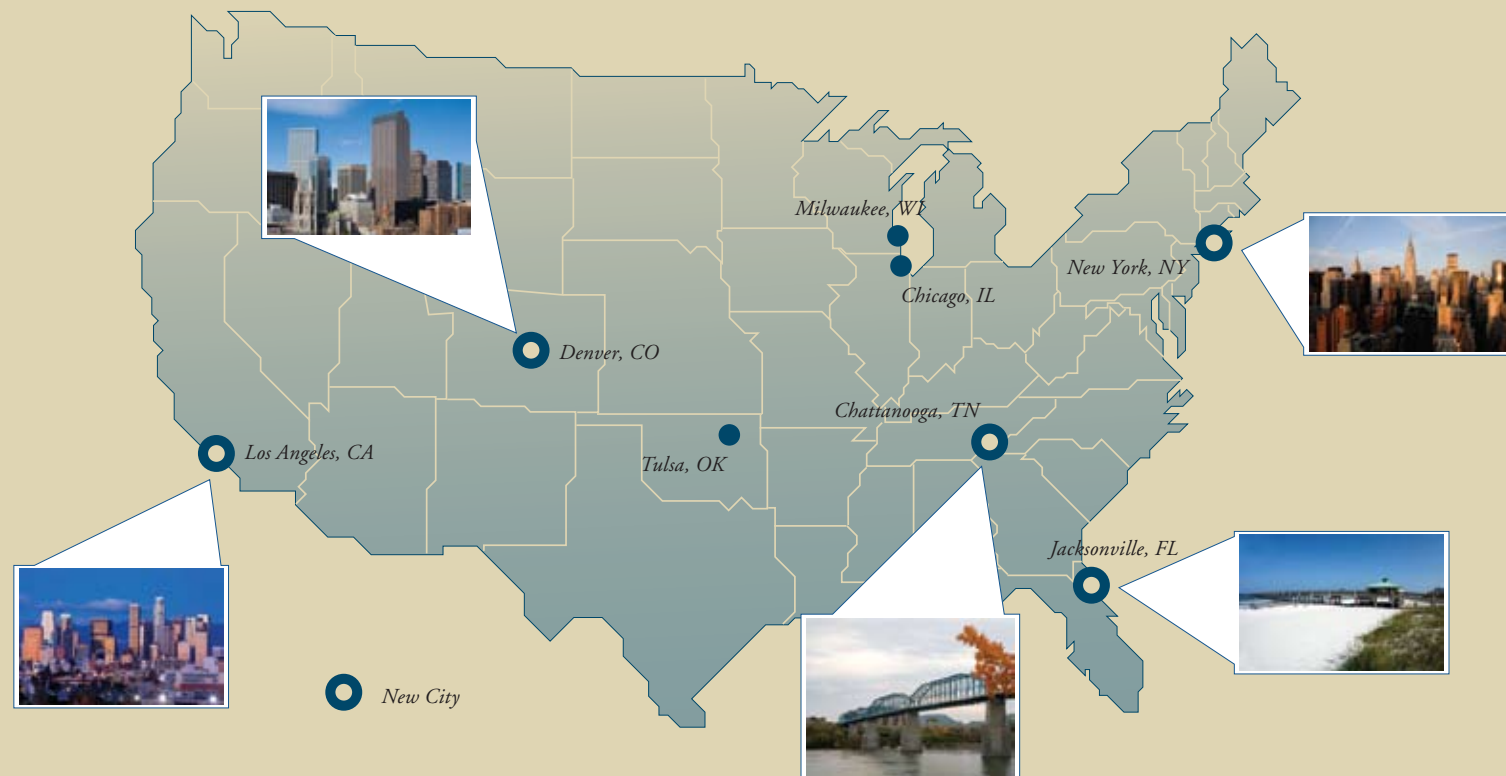 Milwaukee, WI
New York, NY
Chicago, IL
Denver, CO
Chattanooga, TN
Los Angeles, CA
Tulsa, OK
Jacksonville, FL
New City